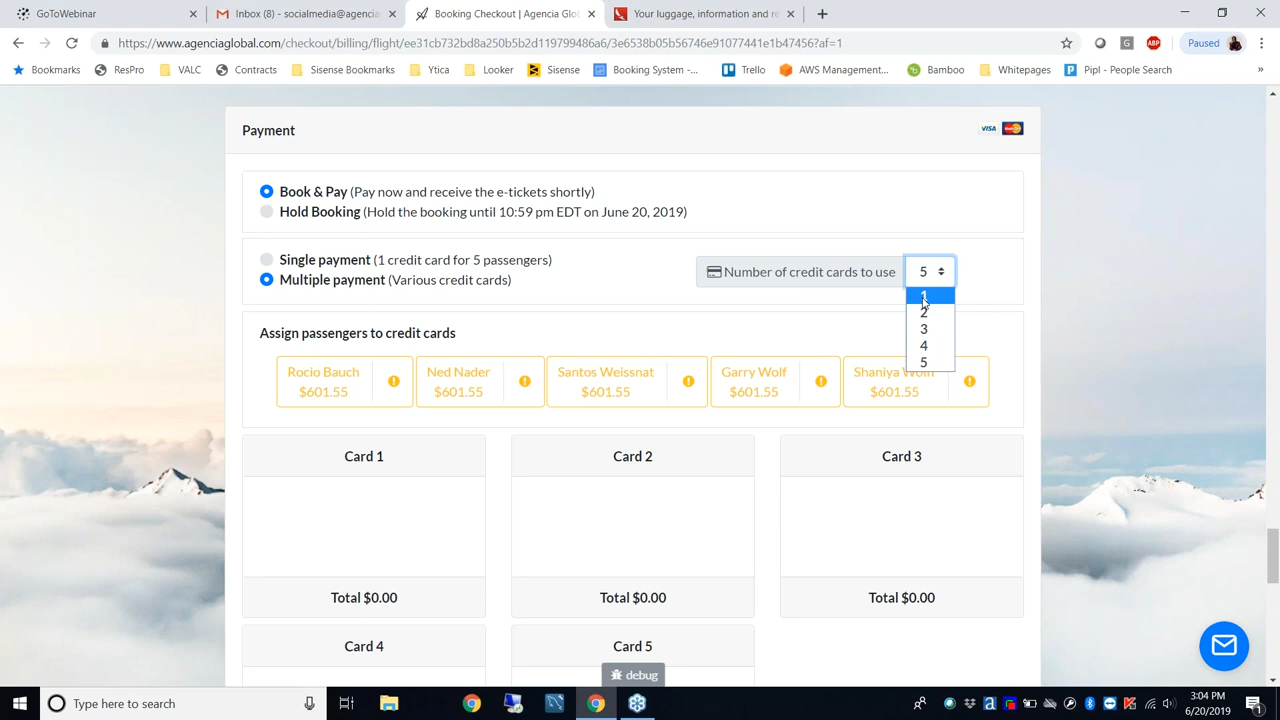 GoToWebinar
Inbox (8) - socialmedia@agencia
Booking Checkout | Agencia Glo
Your luggage, information and re
https://www.agenciaglobal.com/checkout/billing/flight/ee31cb732bd8a250b5b2d119799486a6/3e6538b05b56746e91077441e1b47456?af=1
G
ABP
Paused
Bookmarks
ResPro
VALC
Contracts
Sisense Bookmarks
Ytica
Looker
Sisense
Booking System -...
Trello
AWS Management...
Bamboo
Whitepages
Pipl - People Search
»
Payment
VISA
Book & Pay (Pay now and receive the e-tickets shortly)
Hold Booking (Hold the booking until 10:59 pm EDT on June 20, 2019)
Single payment (1 credit card for 5 passengers)
Multiple payment (Various credit cards)
Number of credit cards to use
5
1
2
3
4
5
Assign passengers to credit cards
Rocio Bauch
$601.55
Ned Nader
$601.55
Santos Weissnat
$601.55
Garry Wolf
$601.55
Shaniya
$601.55
Card 1
Card 2
Card 3
Total $0.00
Total $0.00
Total $0.00
Card 4
Card 5
debug
Type here to search
3:04 PM
6/20/2019